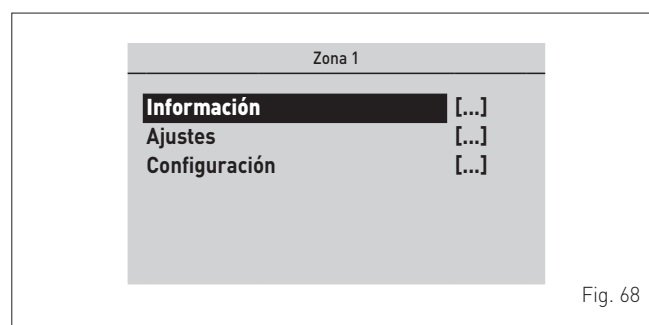 Zona 1
Información [...]
Ajustes [...]
Configuración [...]
Fig. 68